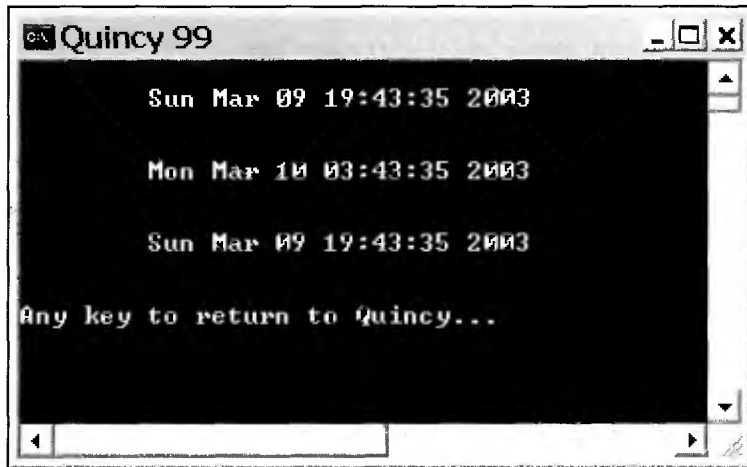 Quincy 99
Sun Mar 09 19:43:35 2003
Mon Mar 10 03:43:35 2003
Sun Mar 09 19:43:35 2003
Any key to return to Quincy...